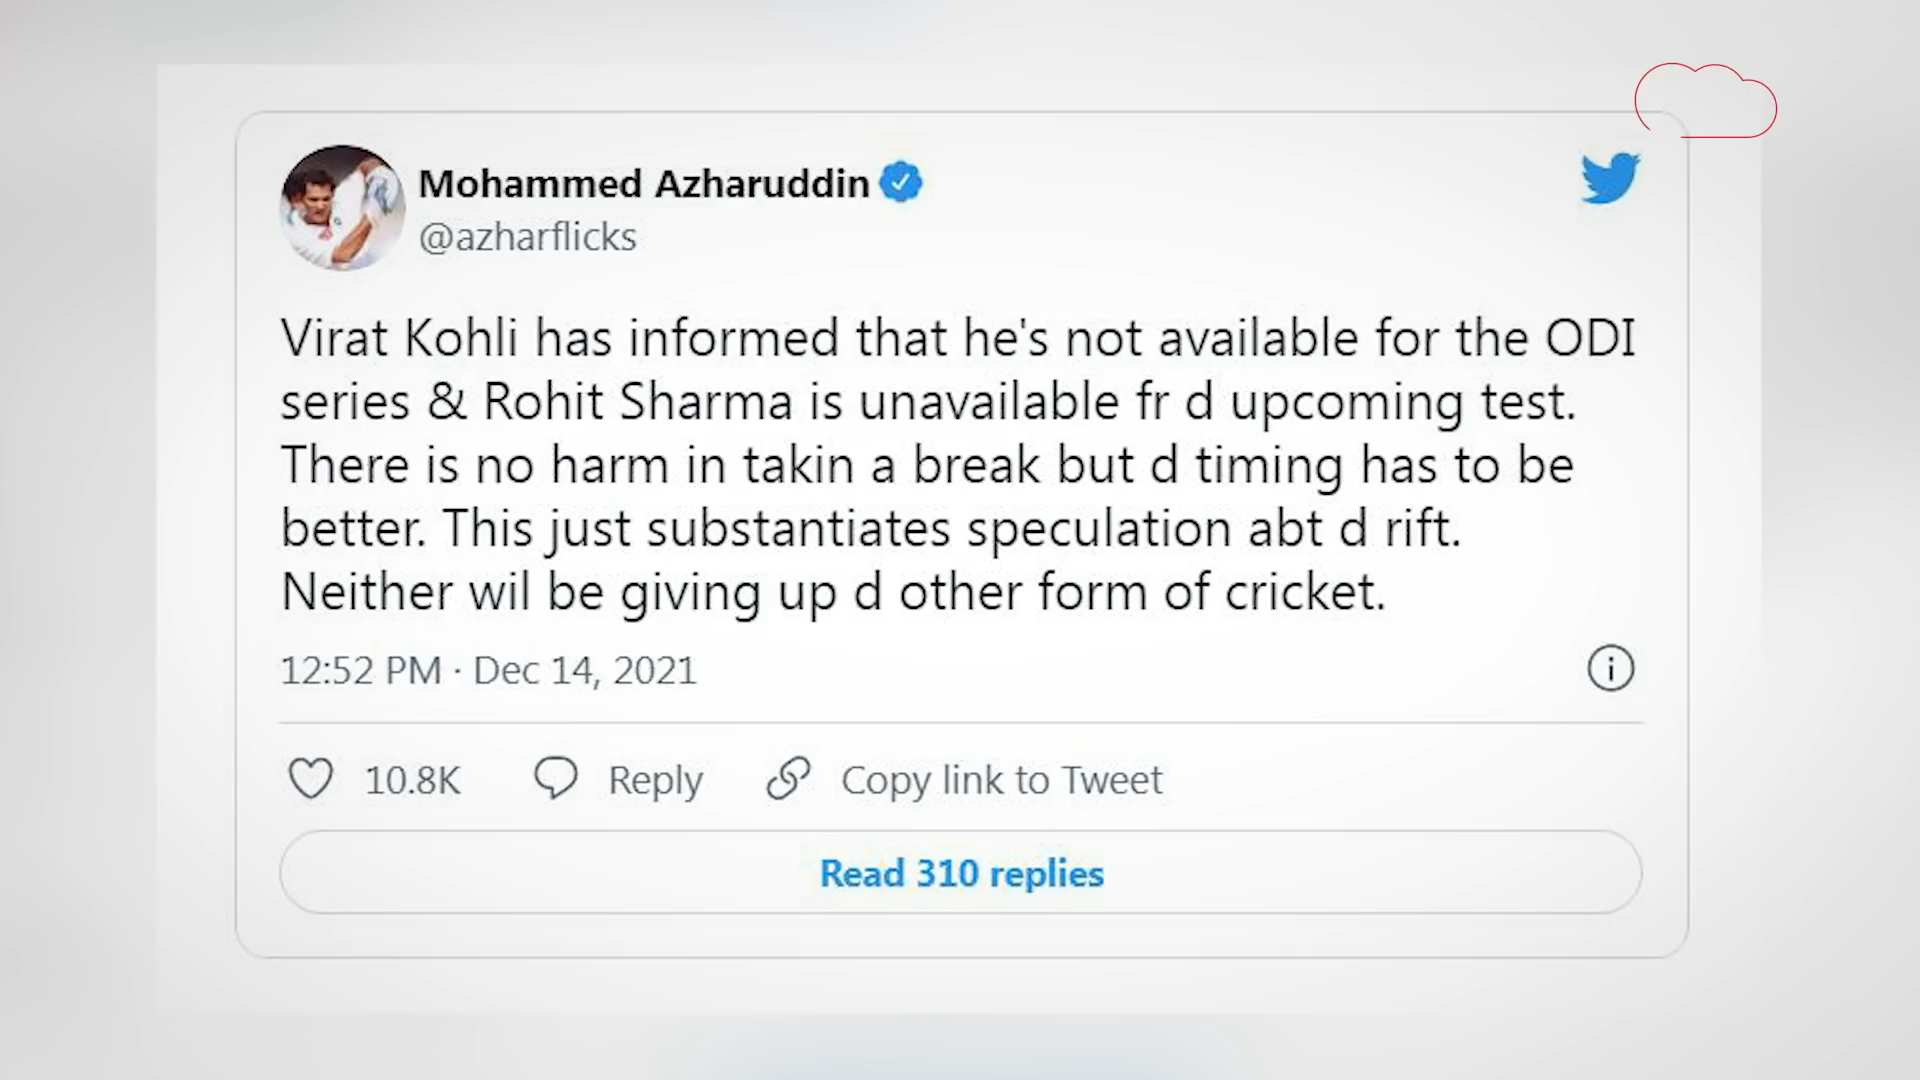 Mohammed Azharuddin
@azharflicks
Virat Kohli has informed that he's not available for the ODI
series & Rohit Sharma is unavailable fr d upcoming test.
There is no harm in takin a break but d timing has to be
better. This just substantiates speculation abt d rift.
Neither wil be giving up d other form of cricket.
12:52 PM · Dec 14, 2021
10.8K Reply Copy link to Tweet
Read 310 replies